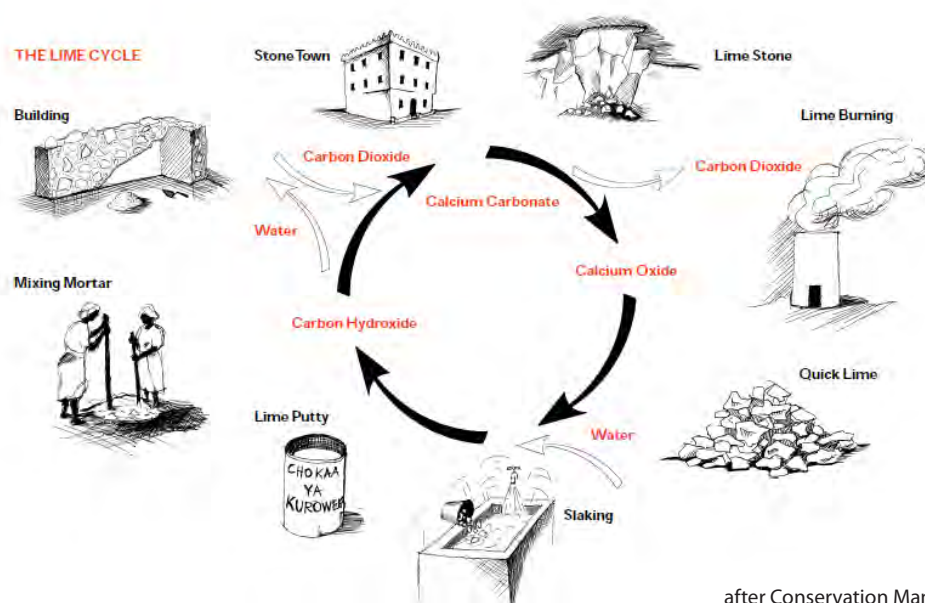 THE LIME CYCLE
Stone Town
Lime Stone
Building
Lime Burning
Carbon Dioxide
Carbon Dioxide
Calcium Carbonate
Water
Calcium Oxide
Mixing Mortar
Carbon Hydroxide
Quick Lime
Lime Putty
Water
CHOKAA
YA
KUROWEK
Slaking
after Conservation Man